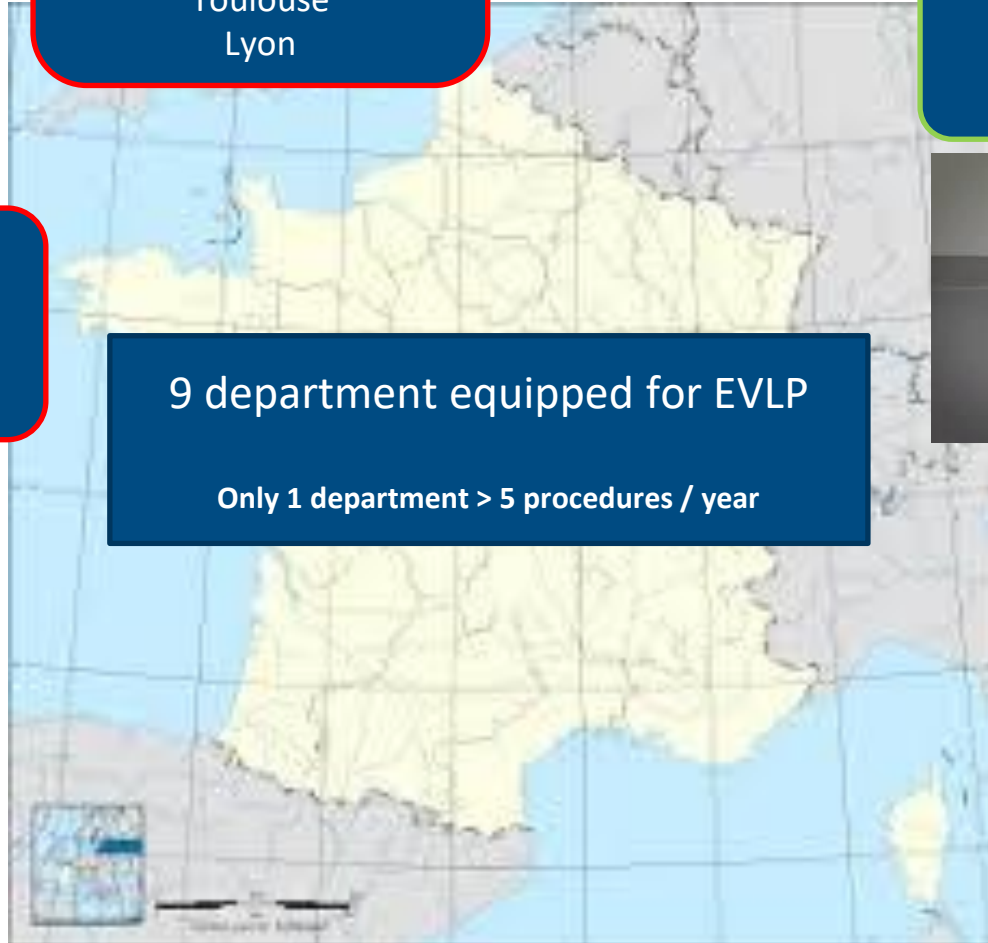 Toulouse
Lyon
9 department equipped for EVLP
Only 1 department > 5 procedures / year